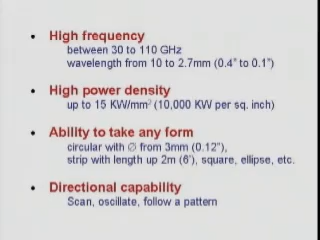 • High frequency
between 30 to 110 GHz
wavelength from 10 to 2.7mm (0.4” to 0.1”)
• High power density
up to 15 KW/mm² (10,000 KW per sq. inch)
• Ability to take any form
circular with ∅ from 3mm (0.12”),
strip with length up 2m (6’), square, ellipse, etc.
• Directional capability
Scan, oscillate, follow a pattern